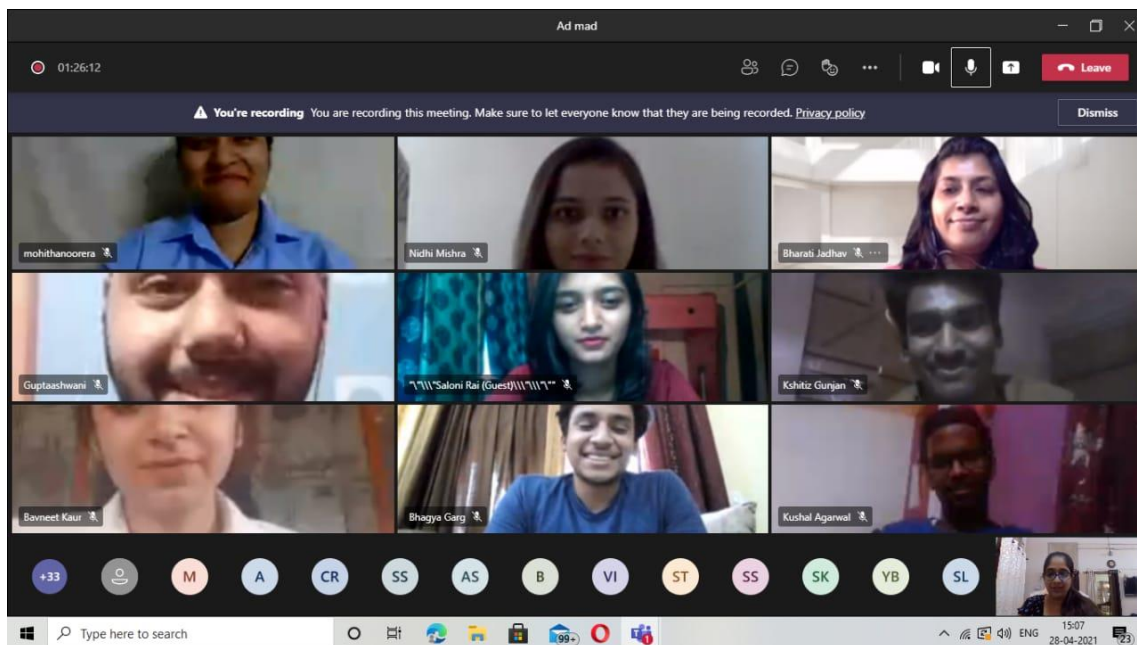 Ad mad
01:26:12
Leave
You're recording You are recording this meeting. Make sure to let everyone know that they are being recorded. Privacy policy
Dismiss
mohithanoorera
Nidhi Mishra
Bharati Jadhav ...
Guptaashwani
"\"\\\"Saloni Rai (Guest)\\\"\\\"\""
Kshitiz Gunjan
Bavneet Kaur
Bhagya Garg
Kushal Agarwal
+33 M A CR SS AS B VI ST SS SK YB SL
Type here to search
99+
1
ENG
15:07
28-04-2021
23